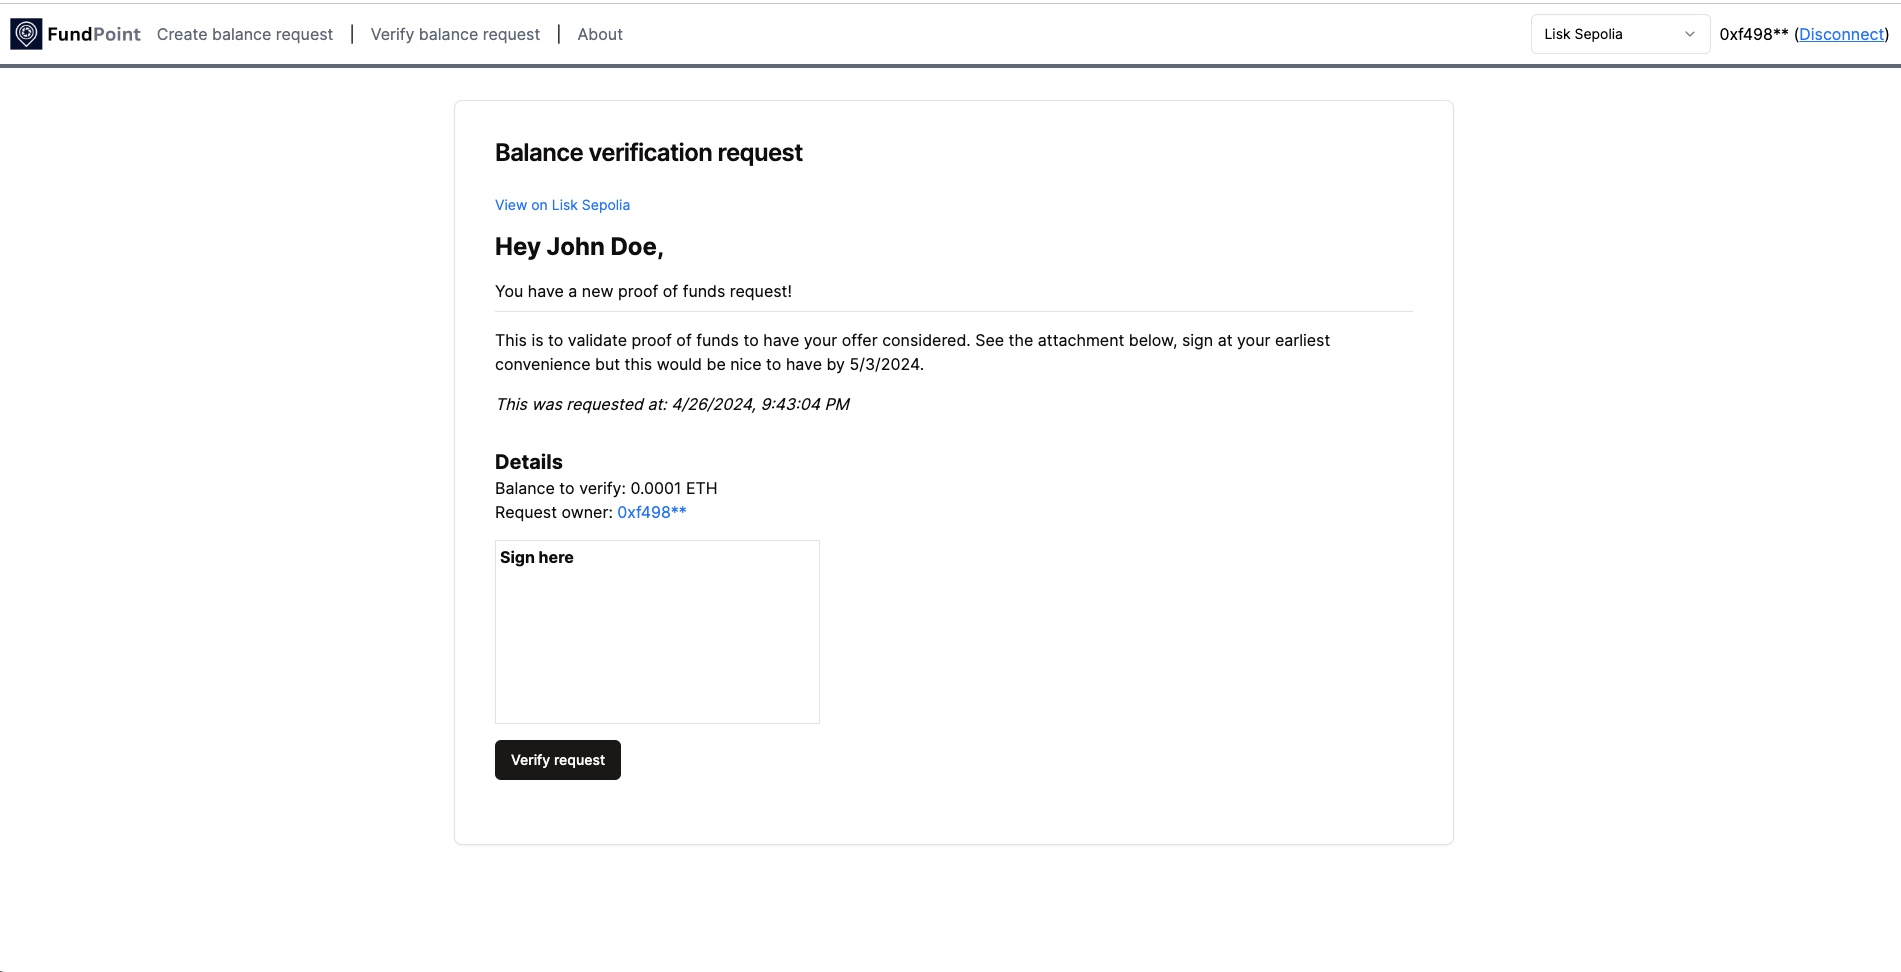 FundPoint Create balance request | Verify balance request | About Lisk Sepolia 0xf498** (Disconnect)
Balance verification request
View on Lisk Sepolia
Hey John Doe,
You have a new proof of funds request!
This is to validate proof of funds to have your offer considered. See the attachment below, sign at your earliest
convenience but this would be nice to have by 5/3/2024.
This was requested at: 4/26/2024, 9:43:04 PM
Details
Balance to verify: 0.0001 ETH
Request owner: 0xf498**
Sign here
Verify request